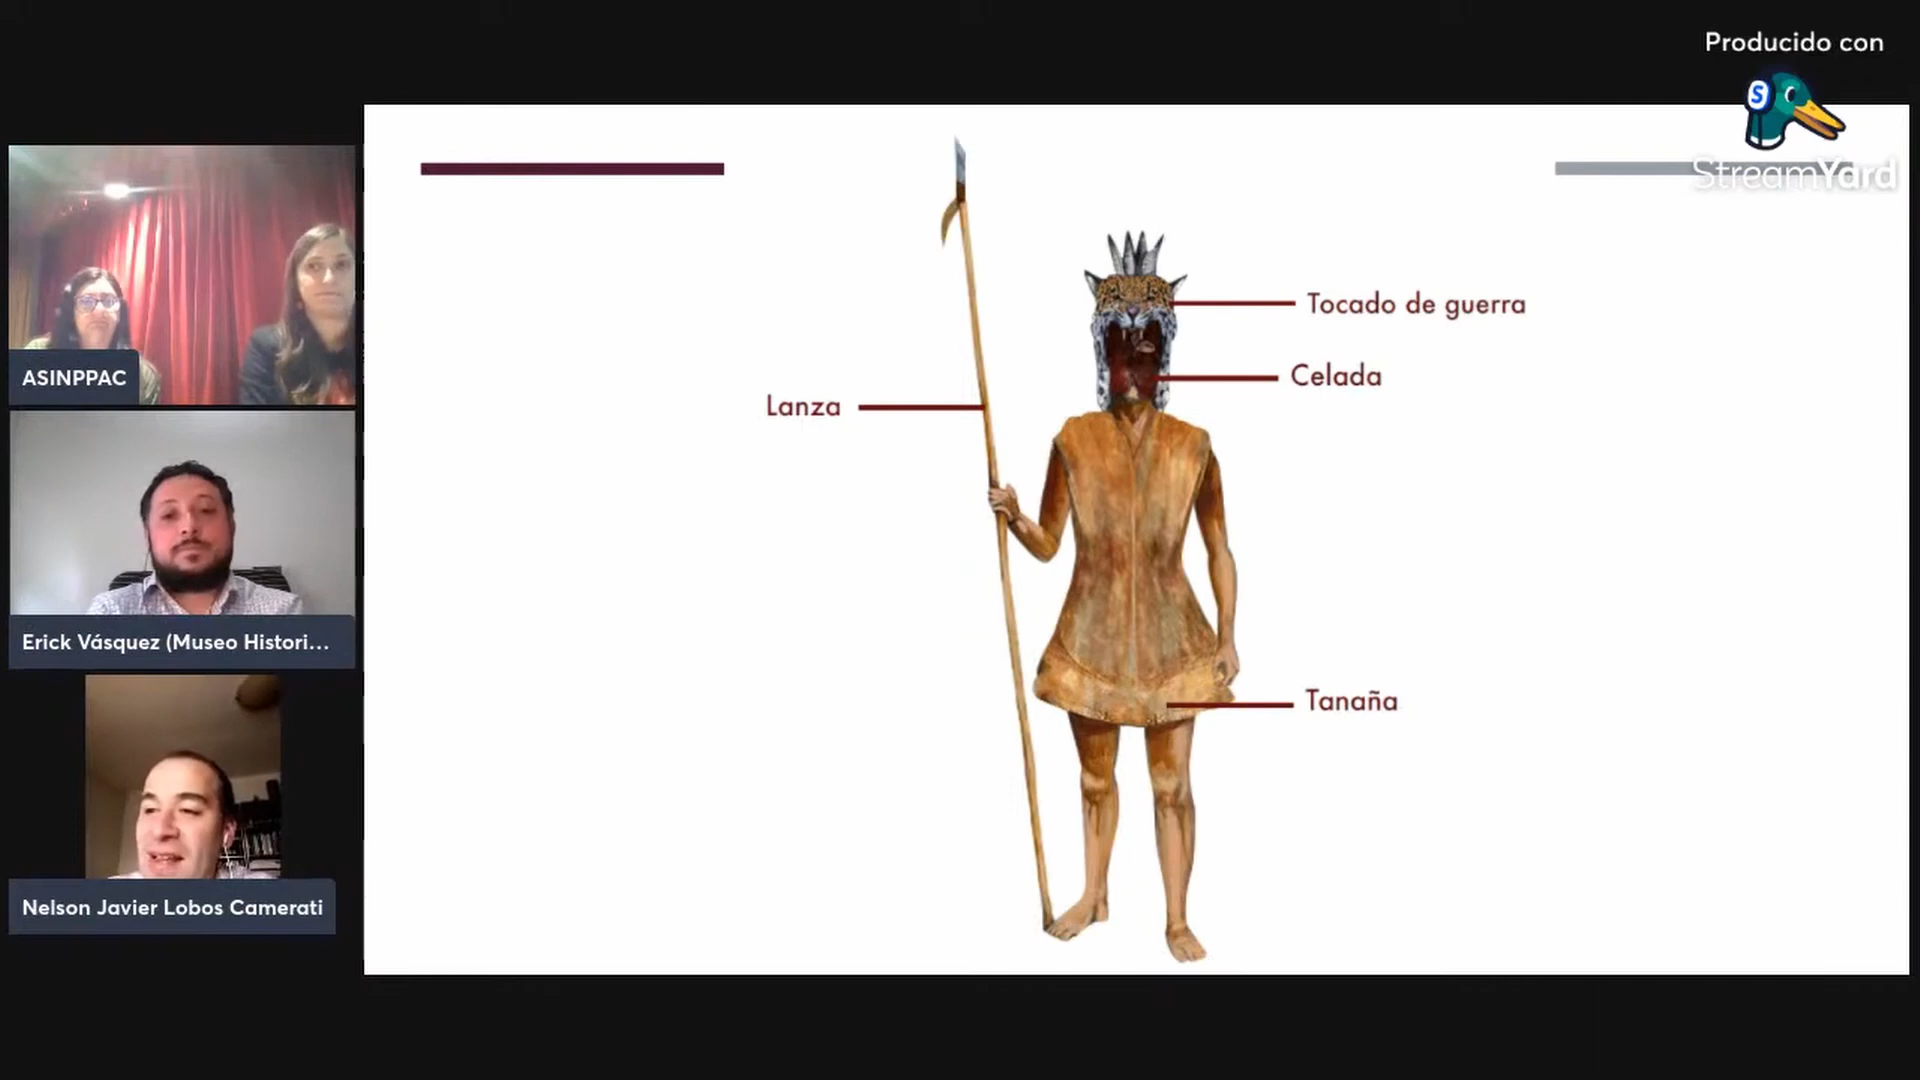 Producido con
S
StreamYard
Tocado de guerra
Celada
Lanza
Tanaña
ASINPPAC
Erick Vásquez (Museo Histori...
Nelson Javier Lobos Camerati